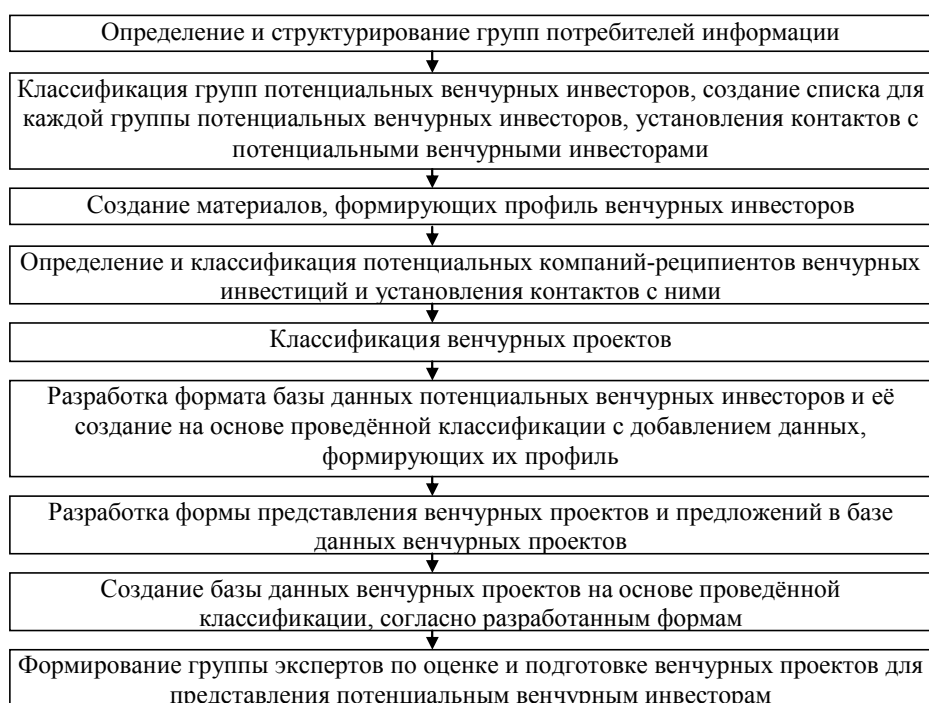 Определение и структурирование групп потребителей информации
Классификация групп потенциальных венчурных инвесторов, создание списка для
каждой группы потенциальных венчурных инвесторов, установления контактов с
потенциальными венчурными инвесторами
Создание материалов, формирующих профиль венчурных инвесторов
Определение и классификация потенциальных компаний-реципиентов венчурных
инвестиций и установления контактов с ними
Классификация венчурных проектов
Разработка формата базы данных потенциальных венчурных инвесторов и её
создание на основе проведённой классификации с добавлением данных,
формирующих их профиль
Разработка формы представления венчурных проектов и предложений в базе
данных венчурных проектов
Создание базы данных венчурных проектов на основе проведённой
классификации, согласно разработанным формам
Формирование группы экспертов по оценке и подготовке венчурных проектов для
представления потенциальным венчурным инвесторам